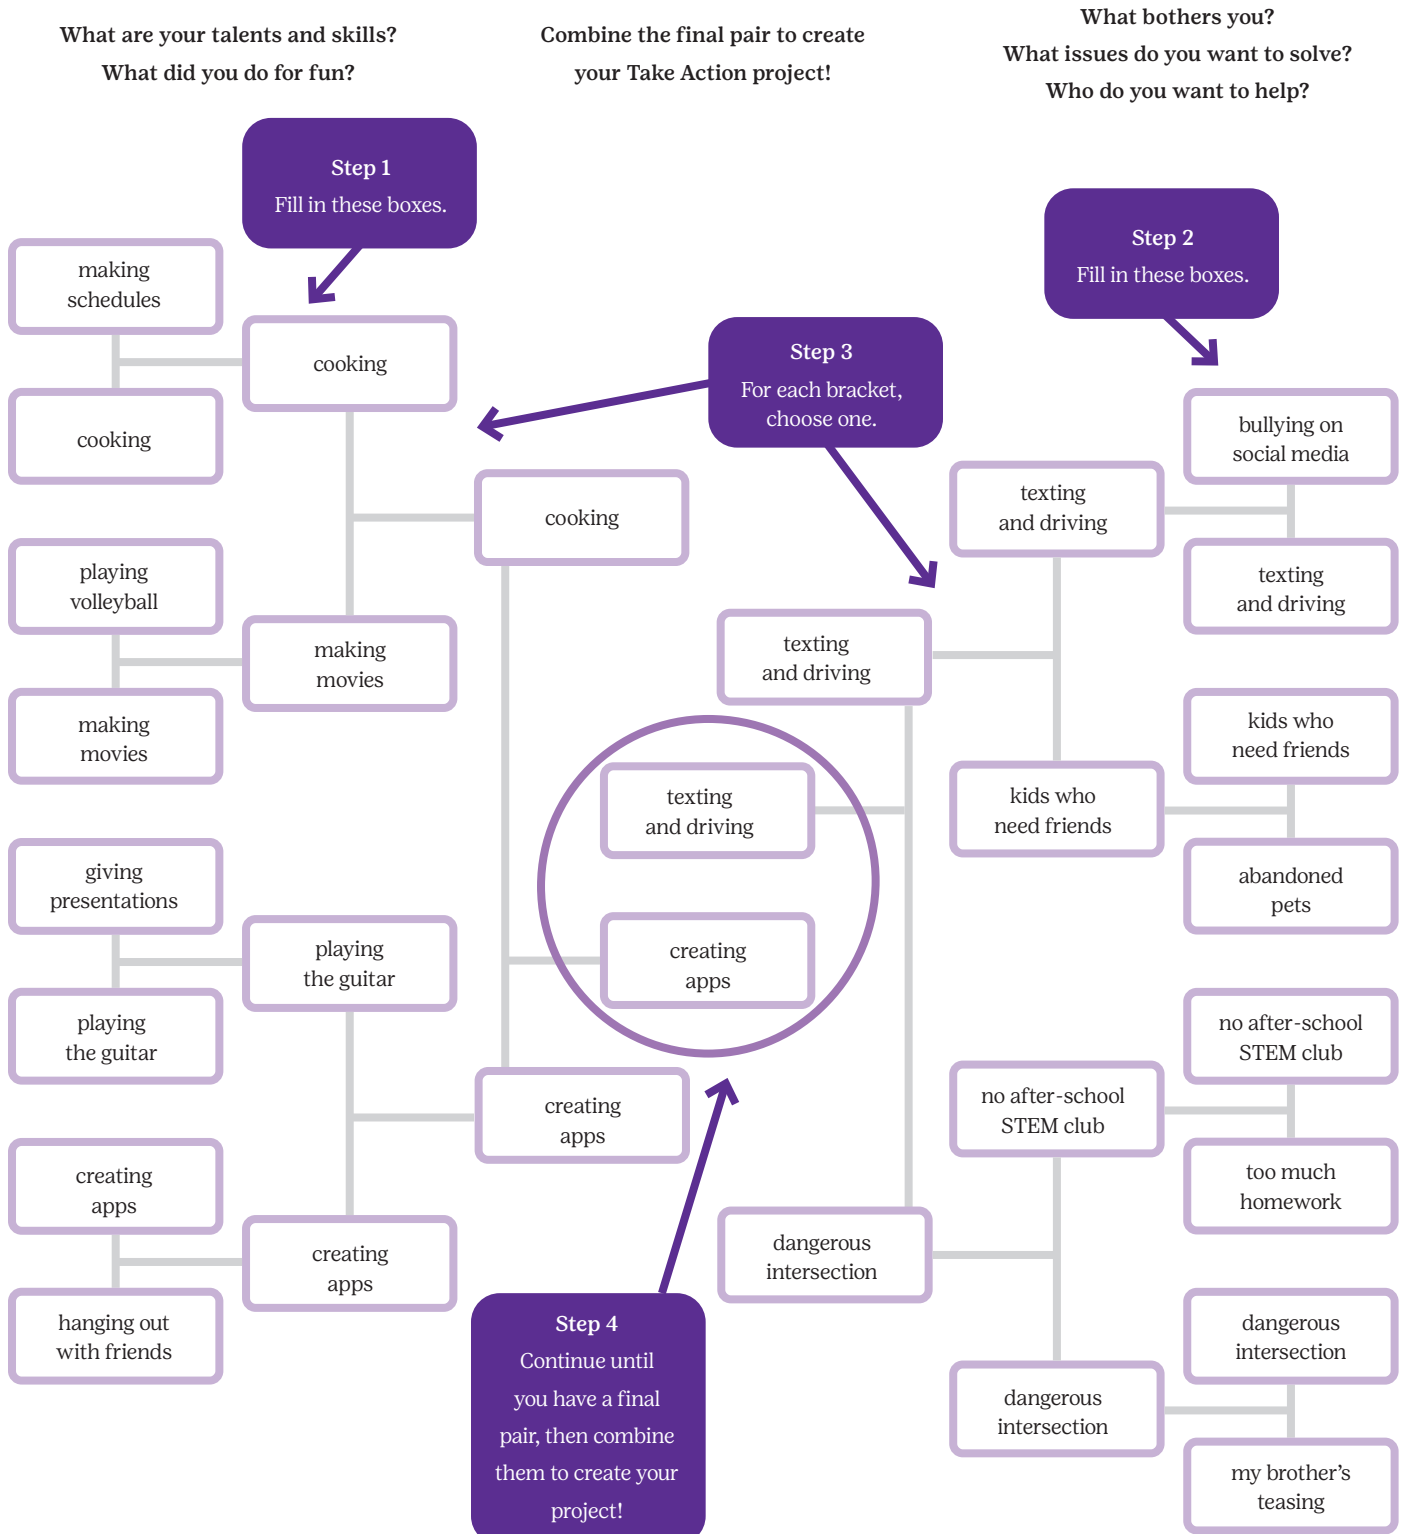 What are your talents and skills?
What did you do for fun?
Combine the final pair to create
your Take Action project!
What bothers you?
What issues do you want to solve?
Who do you want to help?
Step 1
Fill in these boxes.
making
schedules
cooking
cooking
playing
volleyball
making
movies
making
movies
giving
presentations
playing
the guitar
playing
the guitar
creating
apps
hanging out
with friends
creating
apps
cooking
creating
apps
Step 3
For each bracket,
choose one.
texting
and driving
creating
apps
Step 4
Continue until
you have a final
pair, then combine
them to create your
project!
texting
and driving
dangerous
intersection
Step 2
Fill in these boxes.
texting
and driving
bullying on
social media
texting
and driving
kids who
need friends
kids who
need friends
abandoned
pets
no after-school
STEM club
no after-school
STEM club
too much
homework
dangerous
intersection
dangerous
intersection
my brother’s
teasing